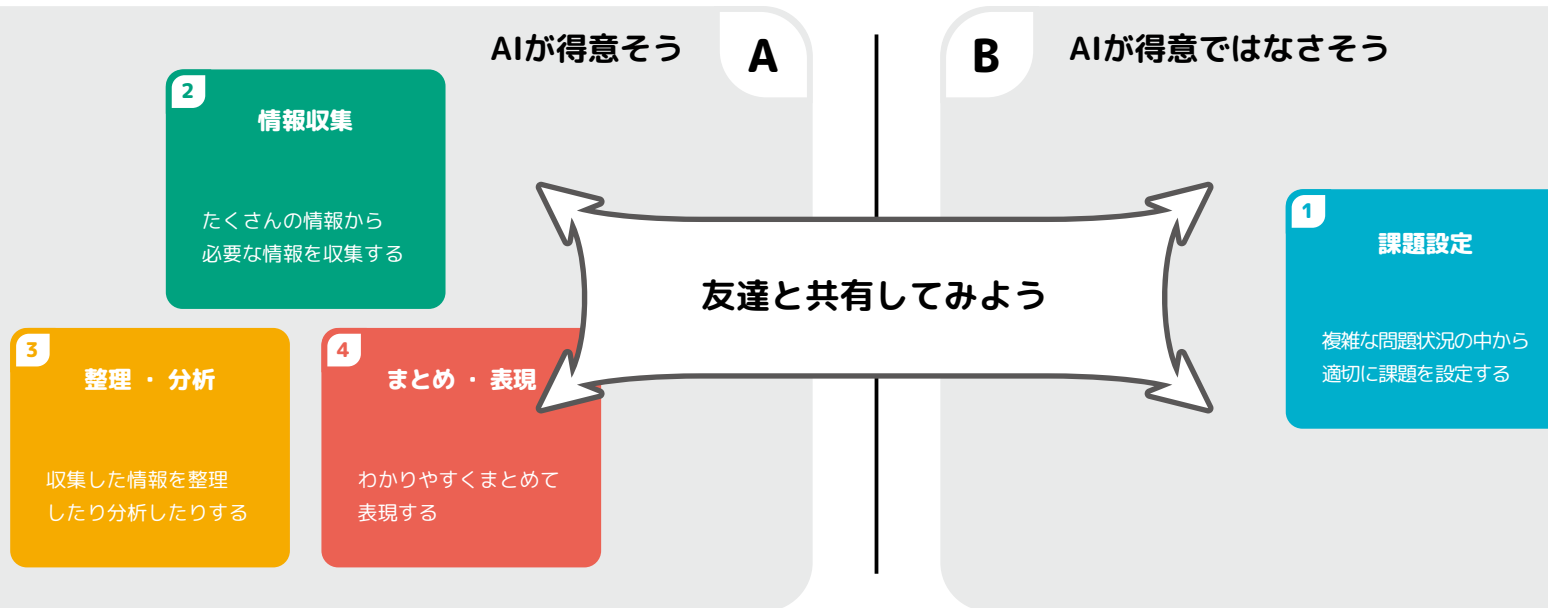 AIが得意そう
A
B
AIが得意ではなさそう
2
情報収集
たくさんの情報から
必要な情報を収集する
友達と共有してみよう
1
課題設定
複雑な問題状況の中から
適切に課題を設定する
3
整理 ・ 分析
収集した情報を整理
したり分析したりする
4
まとめ ・ 表現
わかりやすくまとめて
表現する